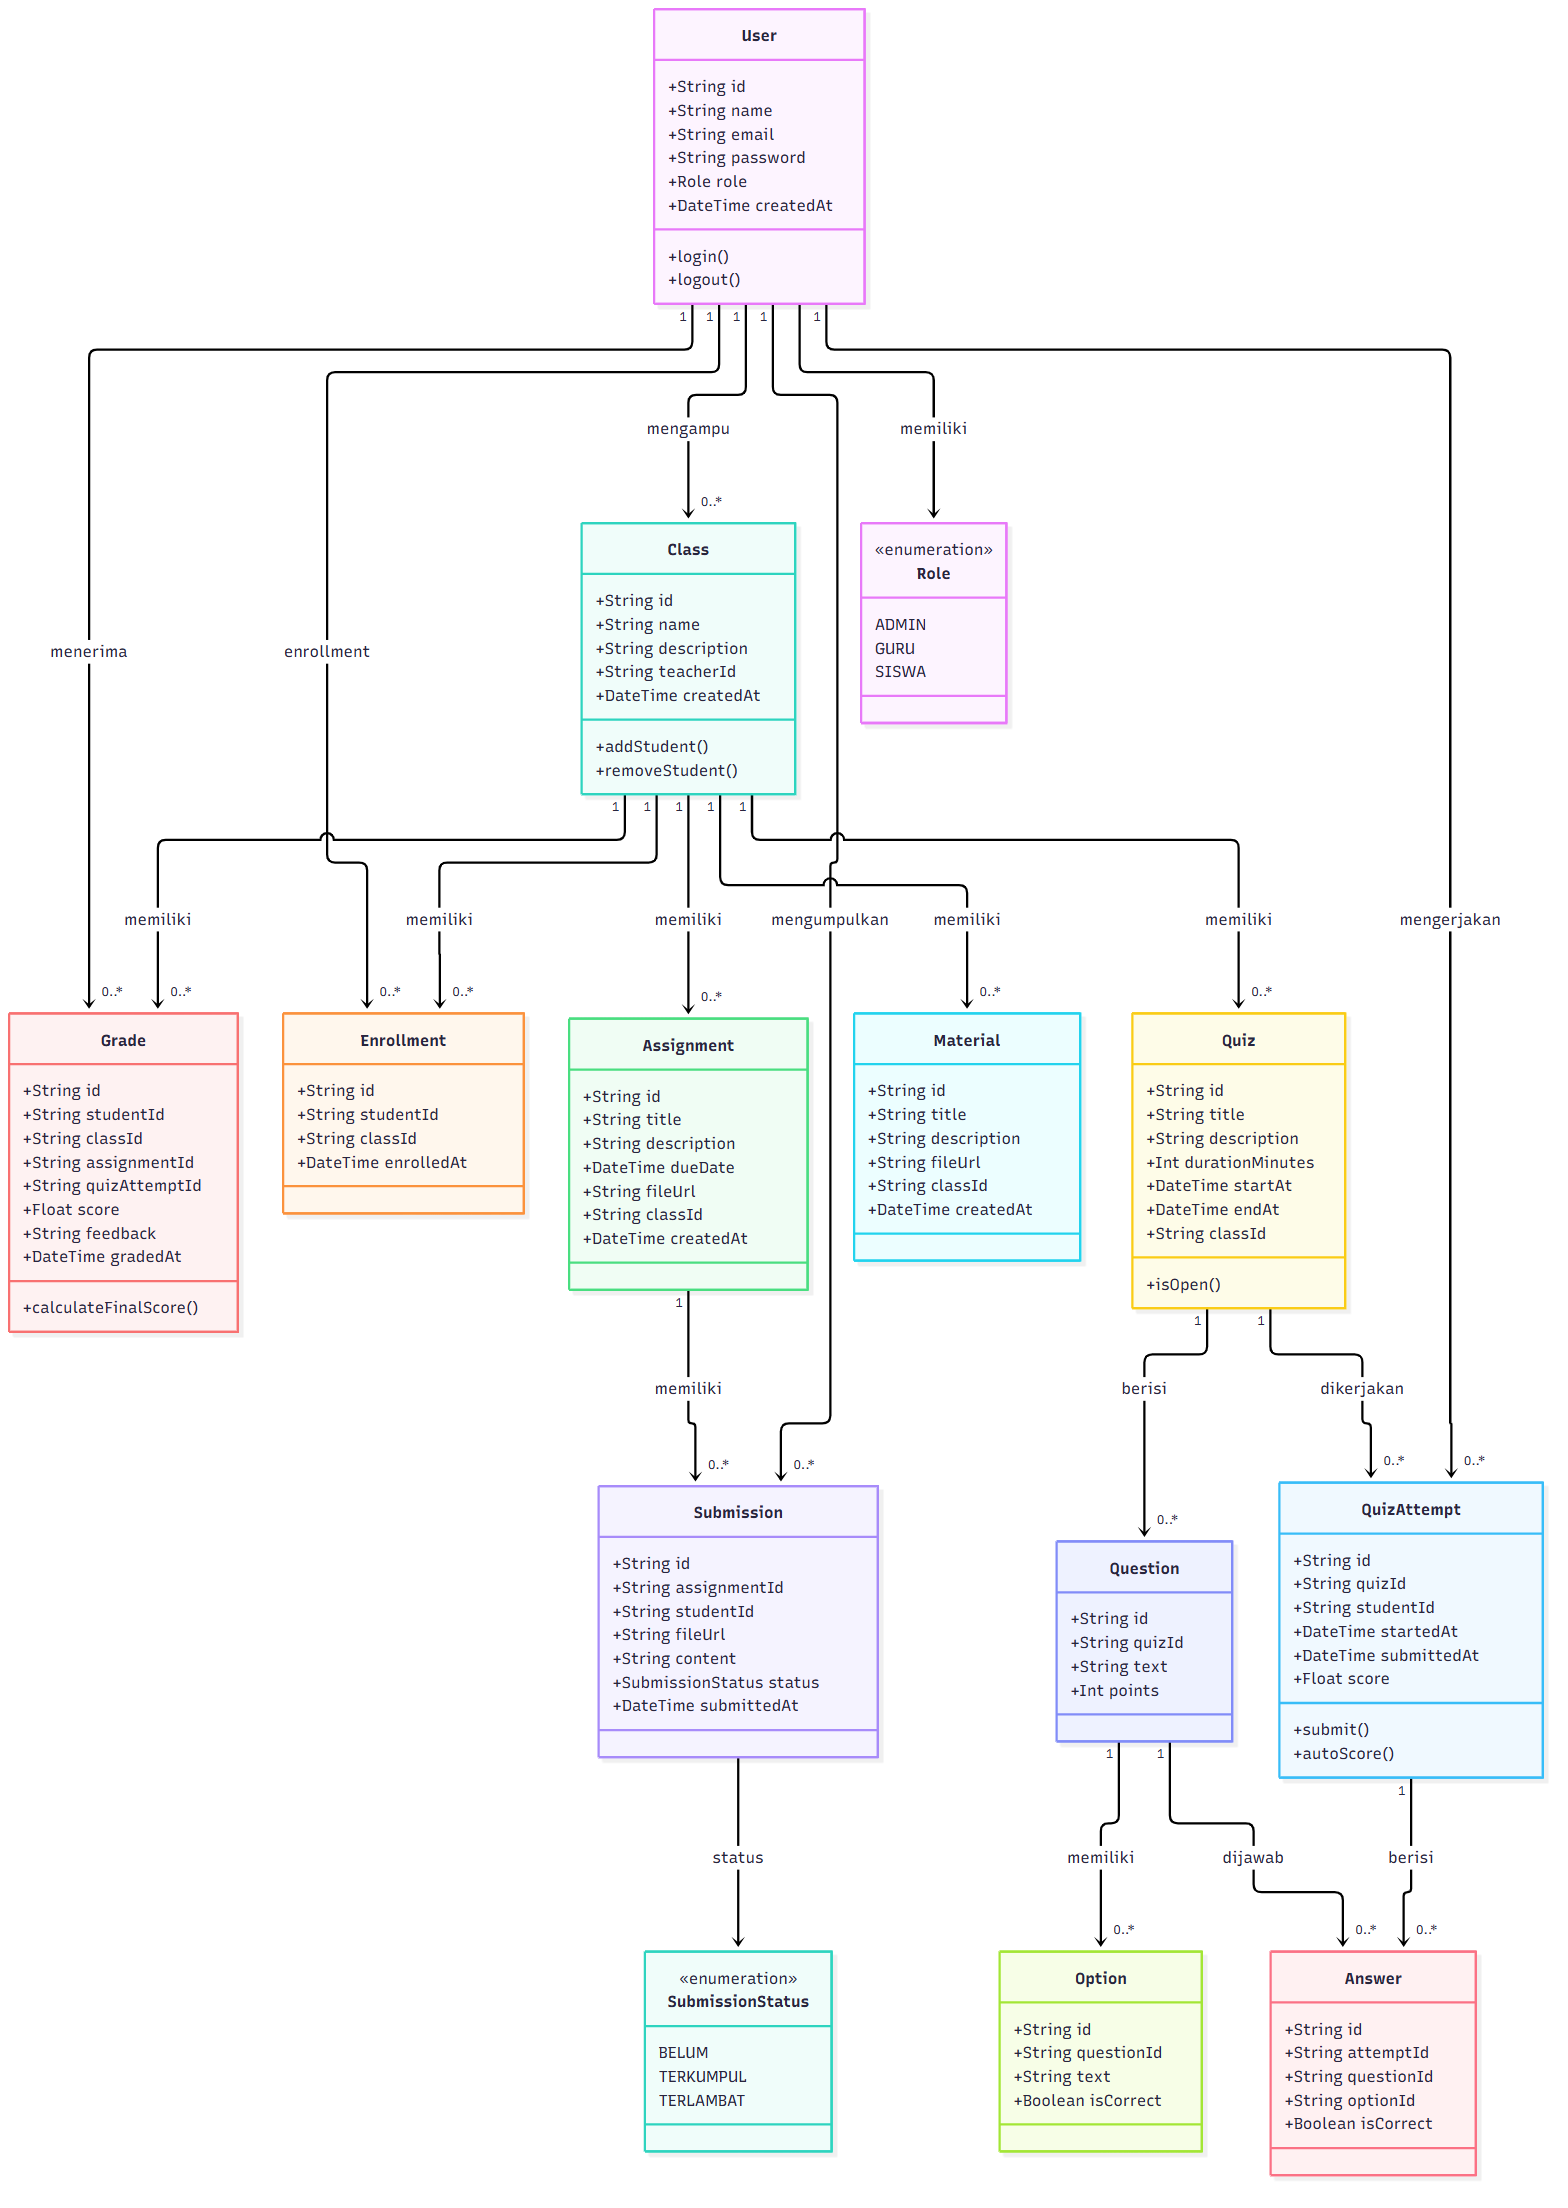 User
+String id
+String name
+String email
+String password
+Role role
+DateTime createdAt
+login()
+logout()
1
1
1
1
1
mengampu
memiliki
0..*
Class
+String id
+String name
+String description
+String teacherId
+DateTime createdAt
+addStudent()
+removeStudent()
«enumeration»
Role
ADMIN
GURU
SISWA
menerima
enrollment
1
1
1
1
1
memiliki
memiliki
memiliki
mengumpulkan
memiliki
memiliki
mengerjakan
0..*
0..*
0..*
0..*
0..*
0..*
0..*
Grade
+String id
+String studentId
+String classId
+String assignmentId
+String quizAttemptId
+Float score
+String feedback
+DateTime gradedAt
+calculateFinalScore()
Enrollment
+String id
+String studentId
+String classId
+DateTime enrolledAt
Assignment
+String id
+String title
+String description
+DateTime dueDate
+String fileUrl
+String classId
+DateTime createdAt
Material
+String id
+String title
+String description
+String fileUrl
+String classId
+DateTime createdAt
Quiz
+String id
+String title
+String description
+Int durationMinutes
+DateTime startAt
+DateTime endAt
+String classId
+isOpen()
1
1
1
memiliki
berisi
dikerjakan
0..*
0..*
0..*
0..*
0..*
Submission
+String id
+String assignmentId
+String studentId
+String fileUrl
+String content
+SubmissionStatus status
+DateTime submittedAt
Question
+String id
+String quizId
+String text
+Int points
QuizAttempt
+String id
+String quizId
+String studentId
+DateTime startedAt
+DateTime submittedAt
+Float score
+submit()
+autoScore()
1
1
1
status
memiliki
dijawab
berisi
0..*
0..*
0..*
«enumeration»
SubmissionStatus
BELUM
TERKUMPUL
TERLAMBAT
Option
+String id
+String questionId
+String text
+Boolean isCorrect
Answer
+String id
+String attemptId
+String questionId
+String optionId
+Boolean isCorrect